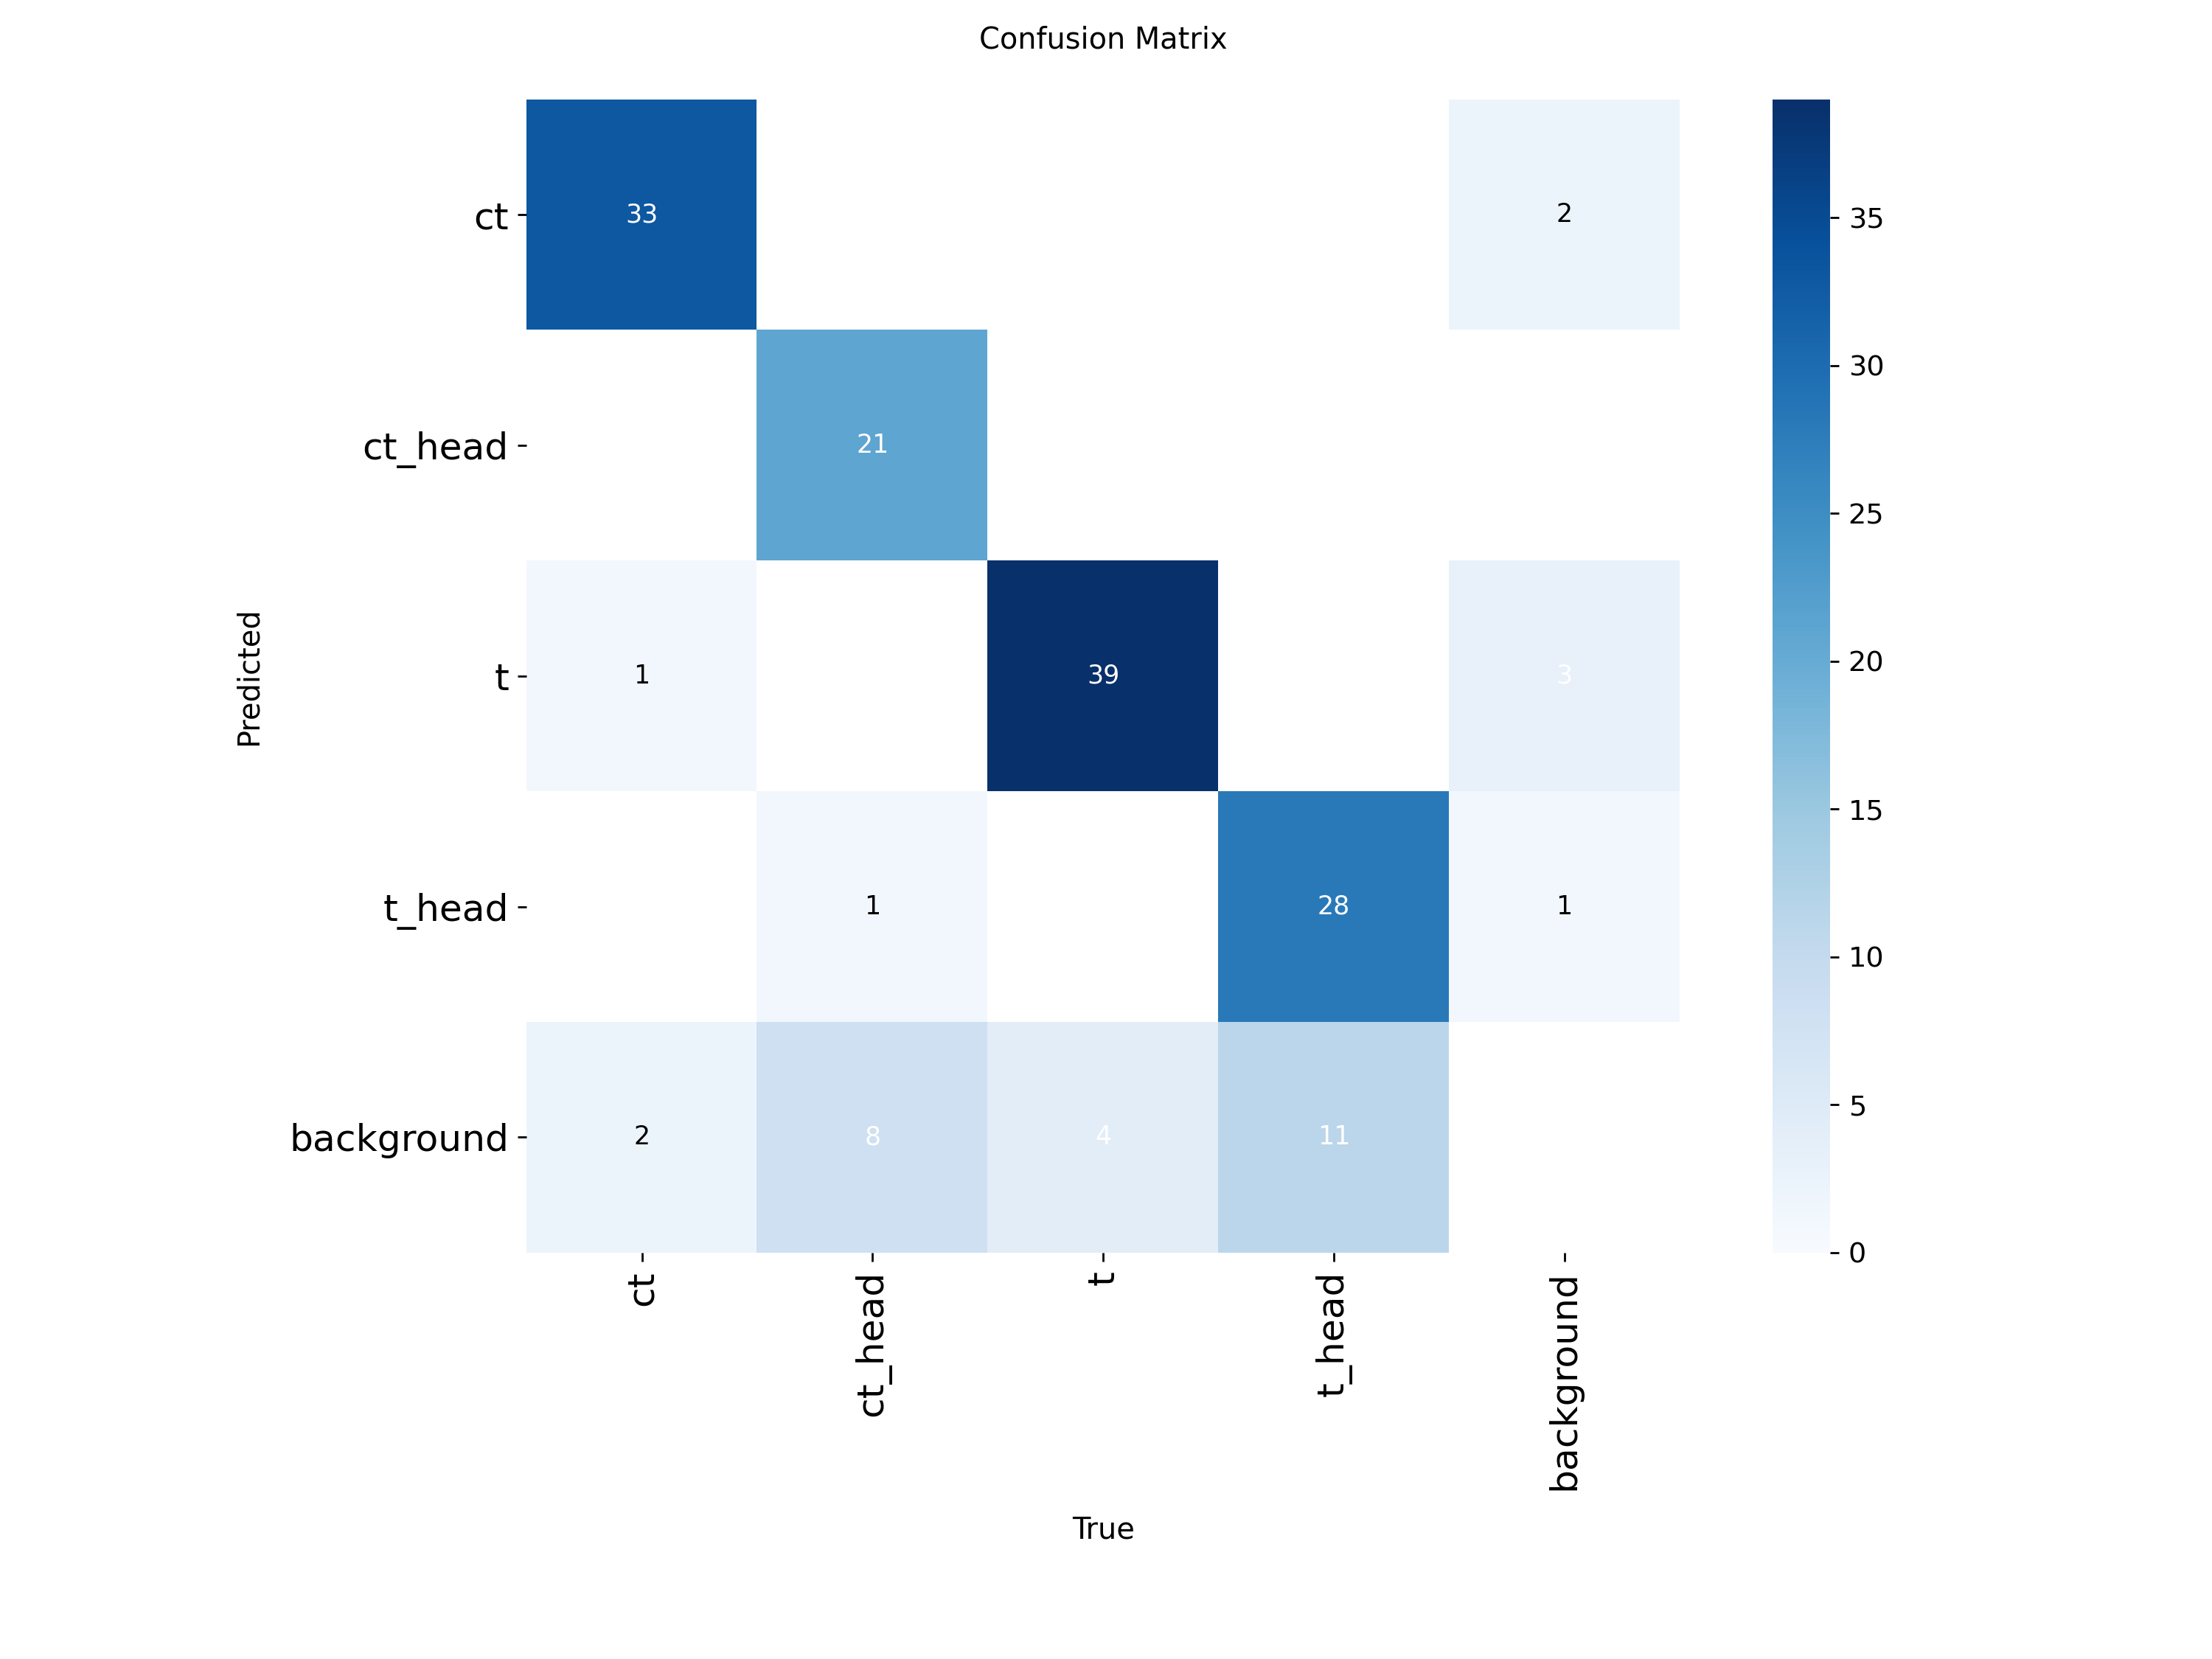 Confusion Matrix
ct
33
2
35
30
ct_head
21
25
20
Predicted
t
1
39
3
15
t_head
1
28
1
10
background
2
8
4
11
5
0
ct
ct_head
t
t_head
background
True